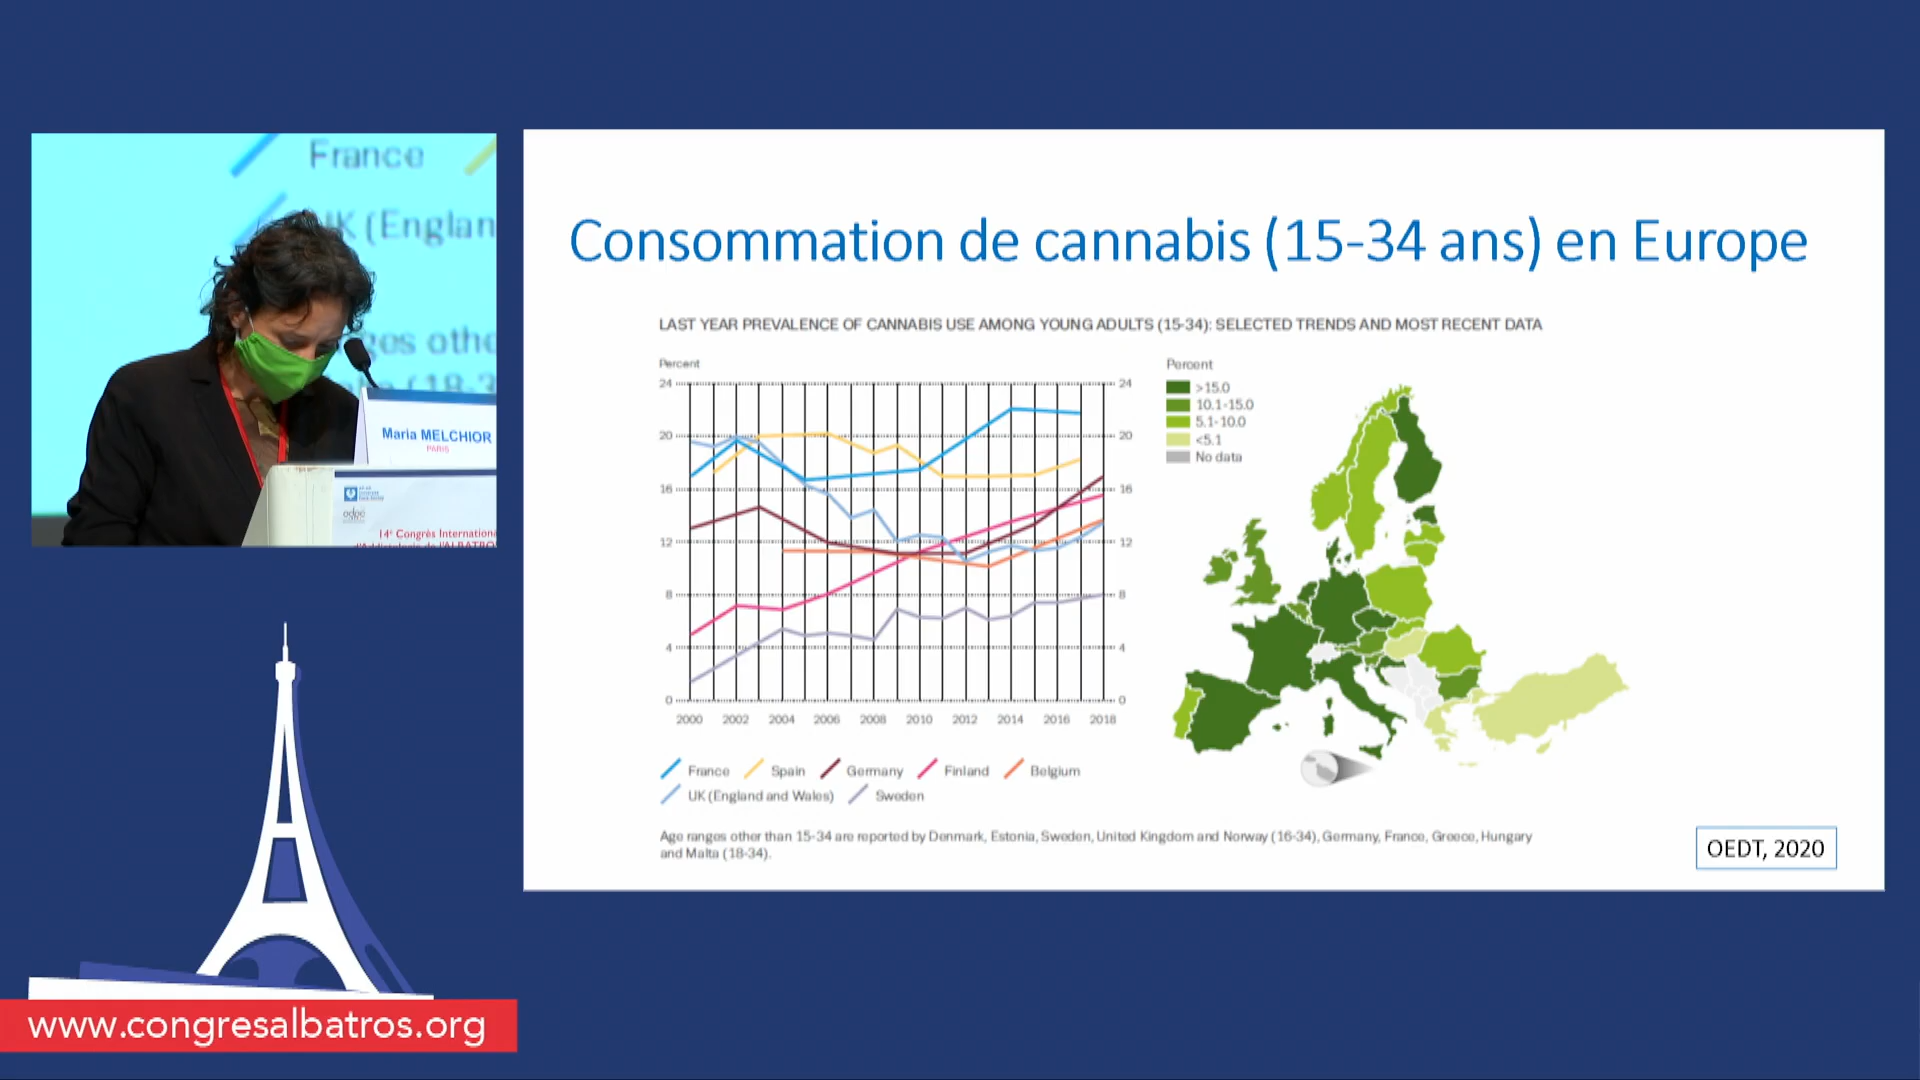 France
UK (Englan
ges othe
(18-3
Maria MELCHIOR
PARIS
odpc
14e Congrès Internation
d'Addictologie de l'ALBATRO
www.congresalbatros.org
Consommation de cannabis (15-34 ans) en Europe
LAST YEAR PREVALENCE OF CANNABIS USE AMONG YOUNG ADULTS (15-34): SELECTED TRENDS AND MOST RECENT DATA
Percent
24 24
20 20
16 16
12 12
8 8
4 4
0 0
2000 2002 2004 2006 2008 2010 2012 2014 2016 2018
France Spain Germany Finland Belgium
UK (England and Wales) Sweden
Percent
>15.0
10.1-15.0
5.1-10.0
<5.1
No data
Age ranges other than 15-34 are reported by Denmark, Estonia, Sweden, United Kingdom and Norway (16-34), Germany, France, Greece, Hungary
and Malta (18-34).
OEDT, 2020